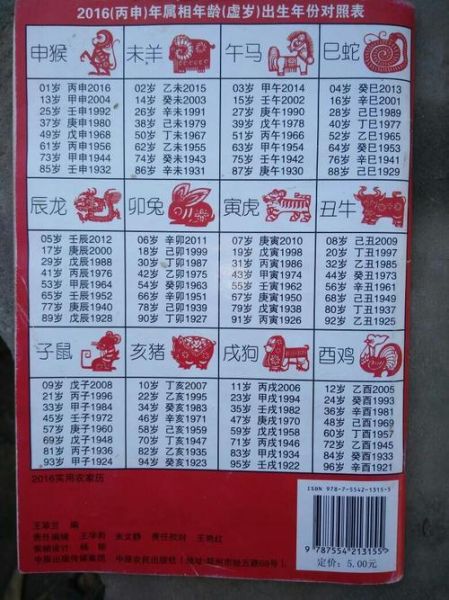 2016(丙申)年属相年龄(虚岁)出生年份对照表
申猴
01岁 丙申2016
13岁 甲申2004
25岁 壬申1992
37岁 庚申1980
49岁 戊申1968
61岁 丙申1956
73岁 甲申1944
85岁 壬申1932
未羊
02岁 乙未2015
14岁 癸未2003
26岁 辛未1991
38岁 己未1979
50岁 丁未1967
62岁 乙未1955
74岁 癸未1943
86岁 辛未1931
午马
03岁 甲午2014
15岁 壬午2002
27岁 庚午1990
39岁 戊午1978
51岁 丙午1966
63岁 甲午1954
75岁 壬午1942
87岁 庚午1930
巳蛇
04岁 癸巳2013
16岁 辛巳2001
28岁 己巳1989
40岁 丁巳1977
52岁 乙巳1965
64岁 癸巳1953
76岁 辛巳1941
88岁 己巳1929
辰龙
05岁 壬辰2012
17岁 庚辰2000
29岁 戊辰1988
41岁 丙辰1976
53岁 甲辰1964
65岁 壬辰1952
77岁 庚辰1940
89岁 戊辰1928
卯兔
06岁 辛卯2011
18岁 己卯1999
30岁 丁卯1987
42岁 乙卯1975
54岁 癸卯1963
66岁 辛卯1951
78岁 己卯1939
90岁 丁卯1927
寅虎
07岁 庚寅2010
19岁 戊寅1998
31岁 丙寅1986
43岁 甲寅1974
55岁 壬寅1962
67岁 庚寅1950
79岁 戊寅1938
91岁 丙寅1926
丑牛
08岁 己丑2009
20岁 丁丑1997
32岁 乙丑1985
44岁 癸丑1973
56岁 辛丑1961
68岁 己丑1949
80岁 丁丑1937
92岁 乙丑1925
子鼠
09岁 戊子2008
21岁 丙子1996
33岁 甲子1984
45岁 壬子1972
57岁 庚子1960
69岁 戊子1948
81岁 丙子1936
93岁 甲子1924
亥猪
10岁 丁亥2007
22岁 乙亥1995
34岁 癸亥1983
46岁 辛亥1971
58岁 己亥1959
70岁 丁亥1947
82岁 乙亥1935
94岁 癸亥1923
戌狗
11岁 丙戌2006
23岁 甲戌1994
35岁 壬戌1982
47岁 庚戌1970
59岁 戊戌1958
71岁 丙戌1946
83岁 甲戌1934
95岁 壬戌1922
酉鸡
12岁 乙酉2005
24岁 癸酉1993
36岁 辛酉1981
48岁 己酉1969
60岁 丁酉1957
72岁 乙酉1945
84岁 癸酉1933
96岁 辛酉1921
2016实用农家历
编
责任编辑 责任校对 王艳红
封面设计 杨柳
中原出版传媒集团
中原农民出版社
ISBN 978-7-5542-1315-5
9 787554 213155
定价：5.00元